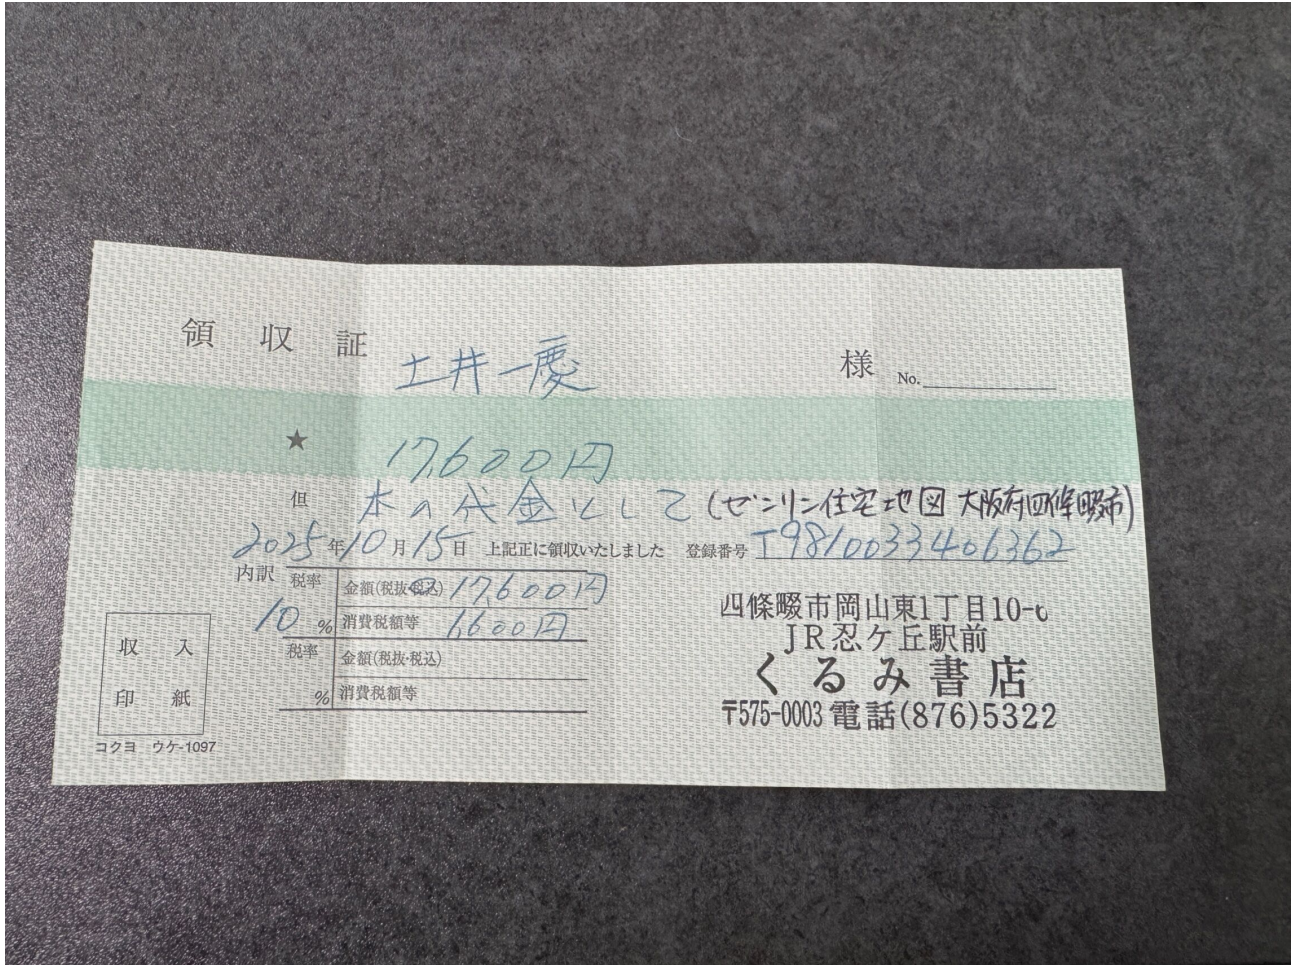 領収証 土井一慶 様 No.
★ 17,600円
但 本の代金として (ゼンリン住宅地図 大阪府四條畷市)
2025年10月15日 上記正に領収いたしました 登録番号 T9810033406362
内訳 税率 金額(税抜・税込) 17,600円
10% 消費税額等 1,600円
税率 金額(税抜・税込)
% 消費税額等
収入
印紙
コクヨ ウケ-1097
四條畷市岡山東1丁目10-6
JR忍ケ丘駅前
くるみ書店
〒575-0003 電話(876)5322